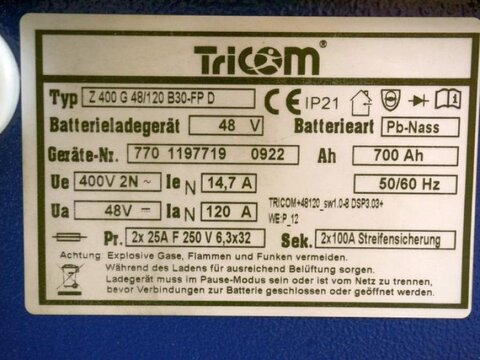 TRICOM®
Typ Z 400 G 48/120 B30-FP D CE IP21
Batterieladegerät 48 V Batterieart Pb-Nass
Geräte-Nr. 770 1197719 0922 Ah 700 Ah
Ue 400V 2N~ Ie N 14,7 A 50/60 Hz
TRICOM+48120_sw1.0-8 DSP3.03+
Ua 48V Ia N 120 A WE:P_12
Pr. 2x 25A F 250 V 6,3x32 Sek. 2x100A Streifensicherung
Achtung Explosive Gase, Flammen und Funken vermeiden.
Während des Ladens für ausreichend Belüftung sorgen.
Ladegerät muss im Pause-Modus sein oder ist vom Netz zu trennen,
bevor Verbindungen zur Batterie geschlossen oder geöffnet werden.